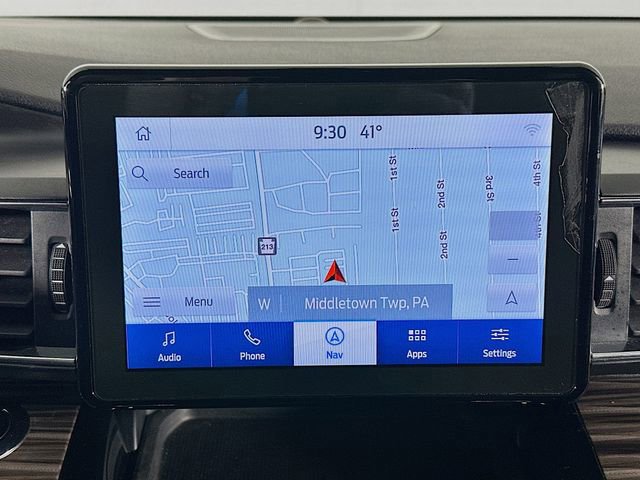 9:30 41°
Search
1st St
2nd St
3rd St
4th St
1st St
2nd St
4th St
213
Menu
W Middletown Twp, PA
Audio
Phone
Nav
Apps
Settings